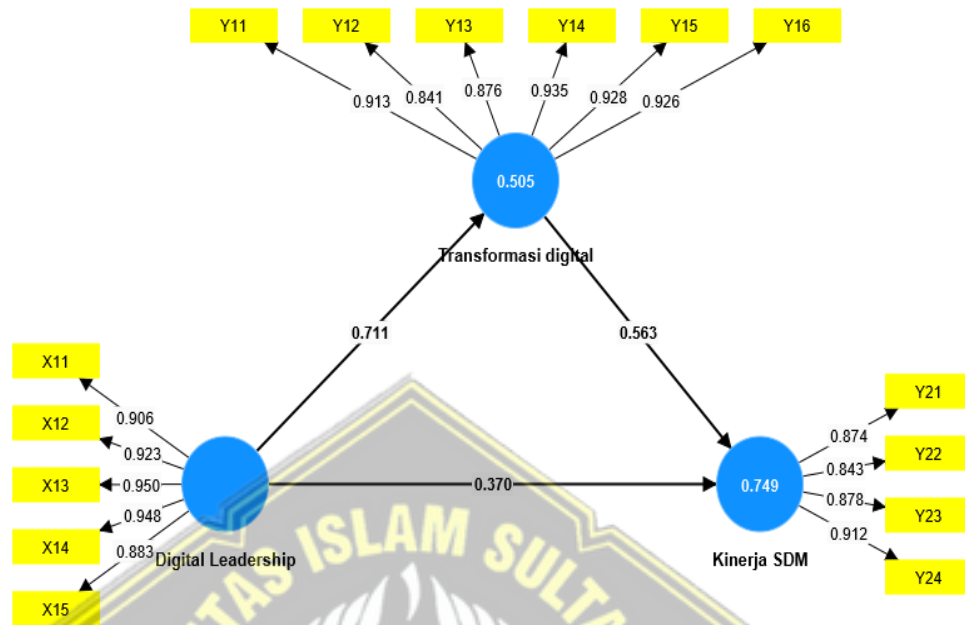 Y11 Y12 Y13 Y14 Y15 Y16
0.913 0.841 0.876 0.935 0.928 0.926
0.505
Transformasi digital
0.711 0.563
X11
X12
X13
X14
X15
0.906
0.923
0.950
0.948
0.883
Digital Leadership
0.370
0.749
Kinerja SDM
0.874
0.843
0.878
0.912
Y21
Y22
Y23
Y24
ISLAM SUL